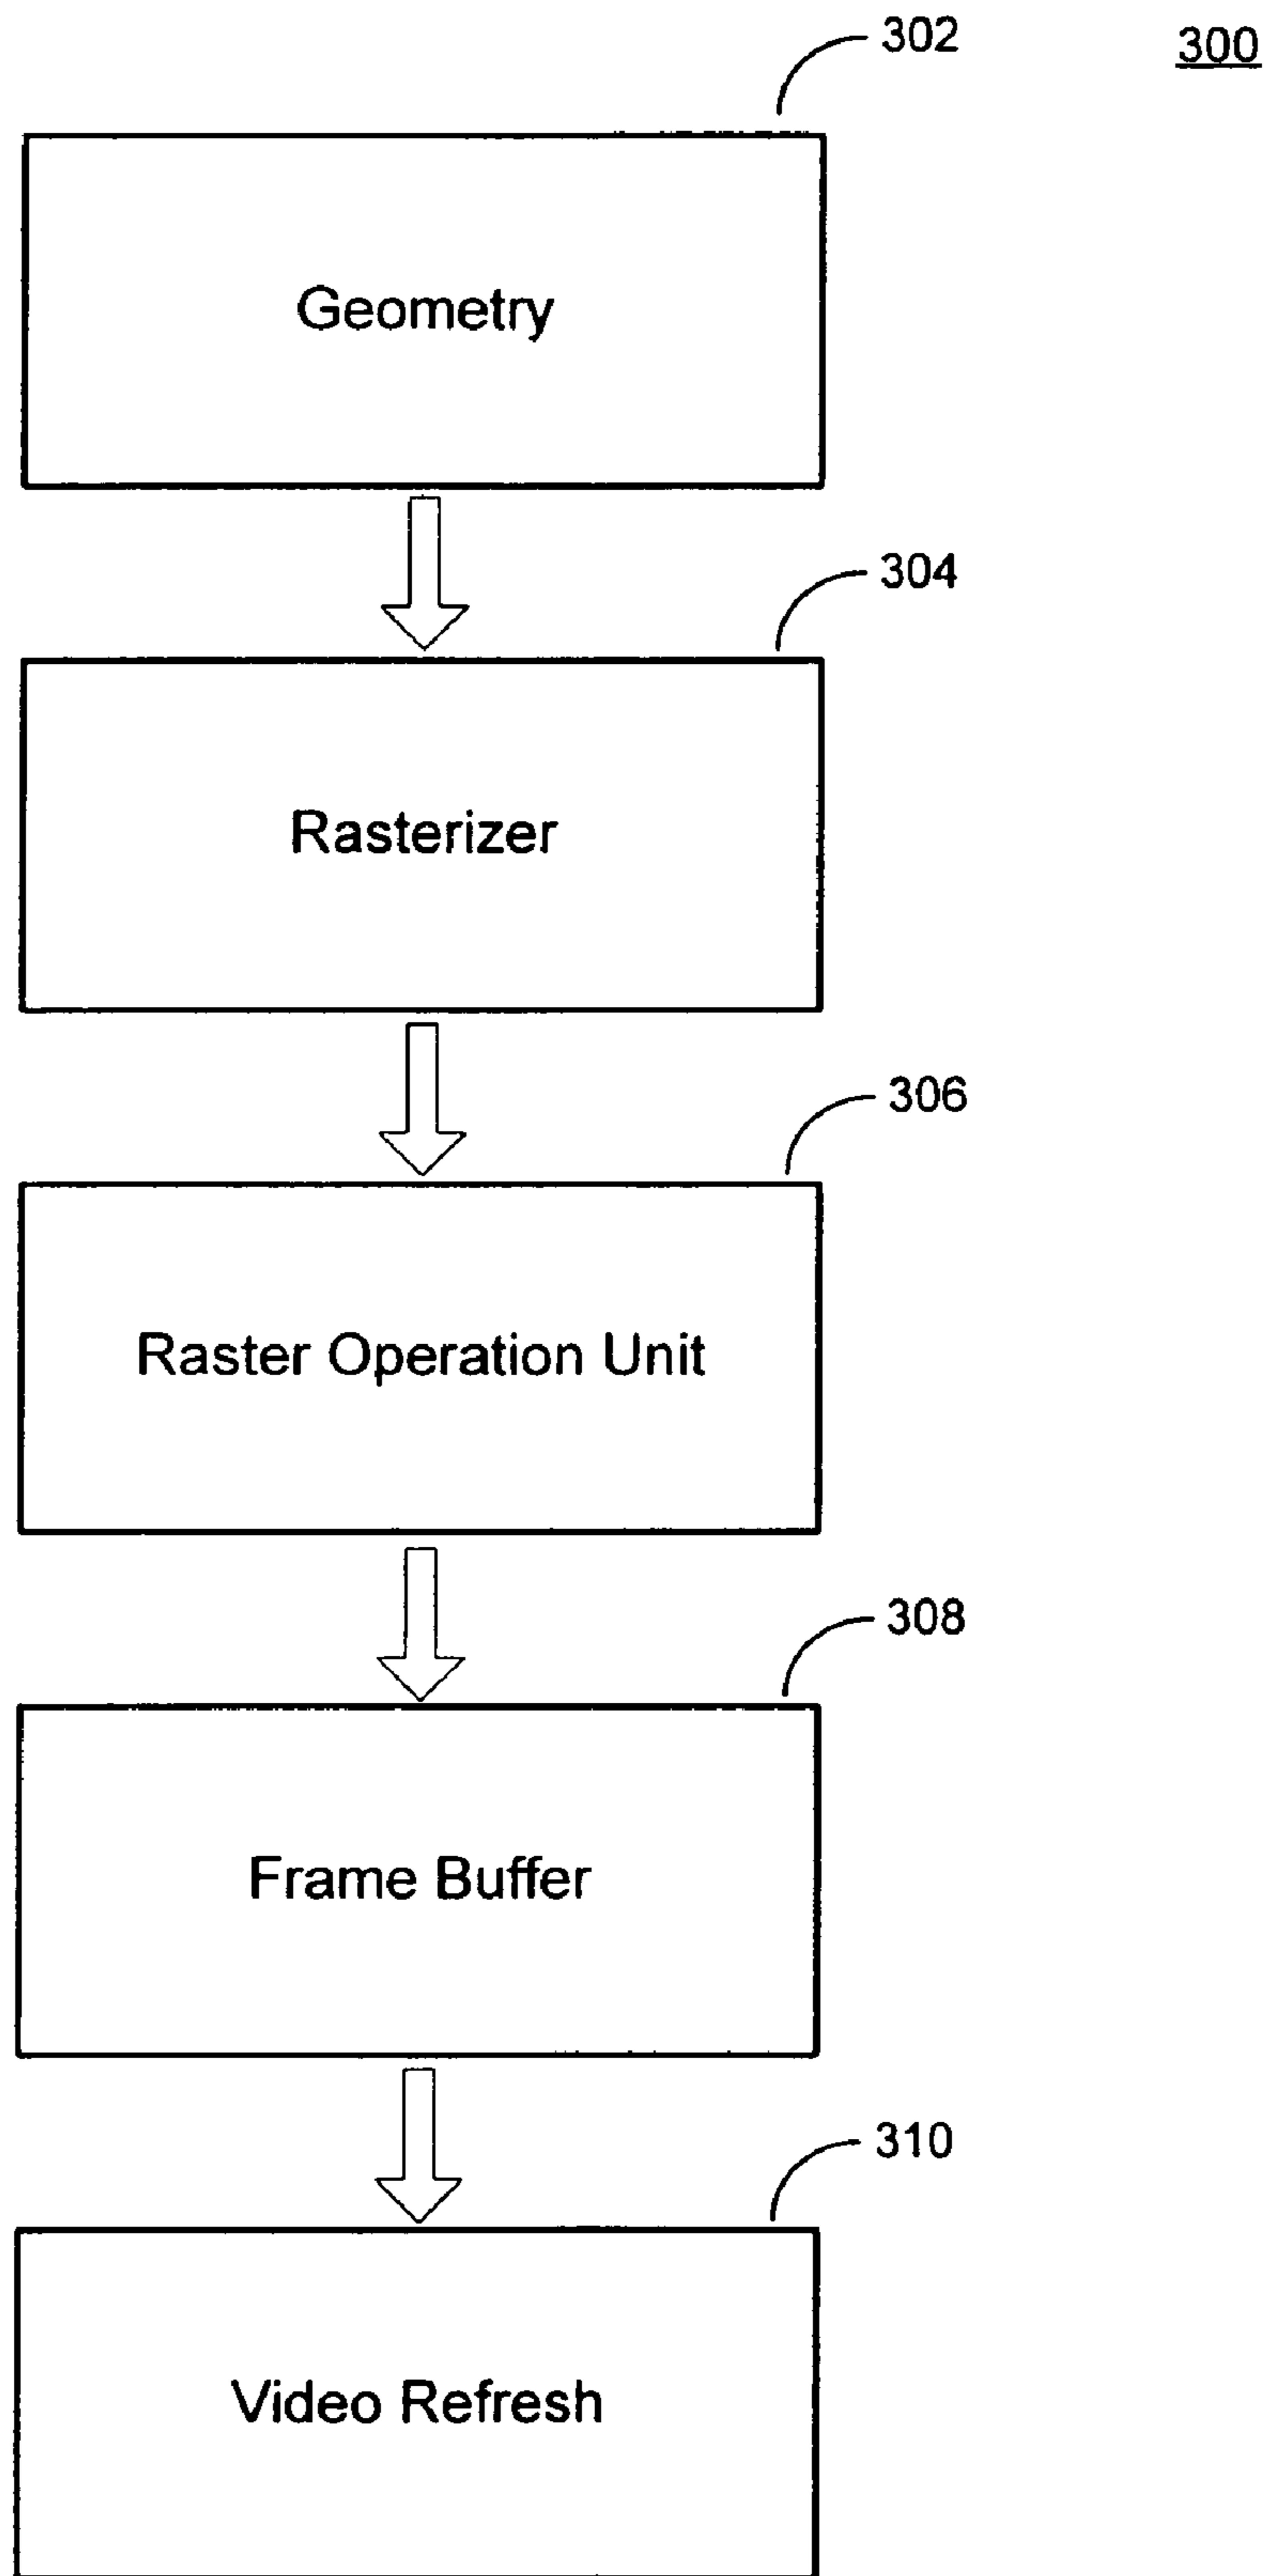 302
300
Geometry
304
Rasterizer
306
Raster Operation Unit
308
Frame Buffer
310
Video Refresh